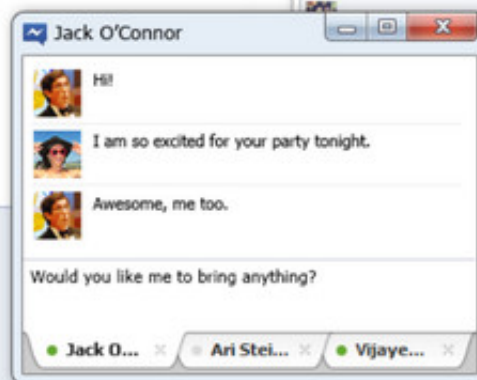 Jack O'Connor
Hi!
I am so excited for your party tonight.
Awesome, me too.
Would you like me to bring anything?
Jack O... Ari Stei... Vijaye...